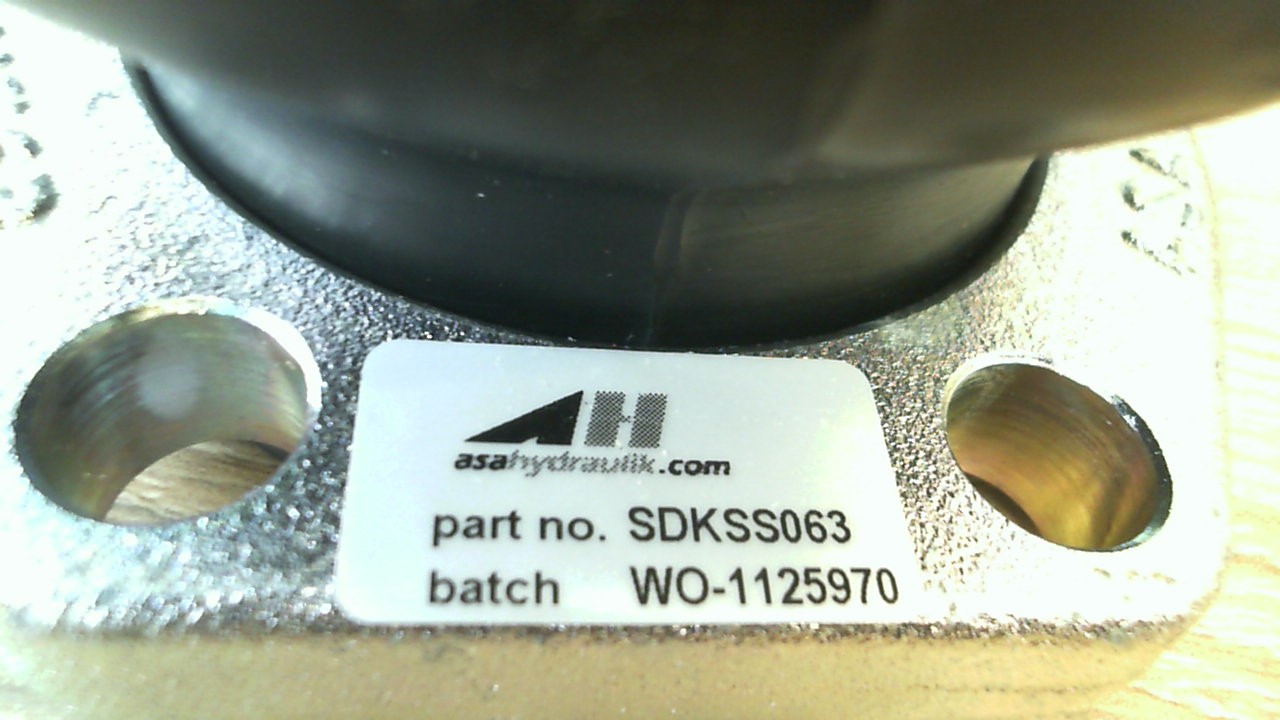 AH
asahydraulik.com
part no. SDKSS063
batch WO-1125970